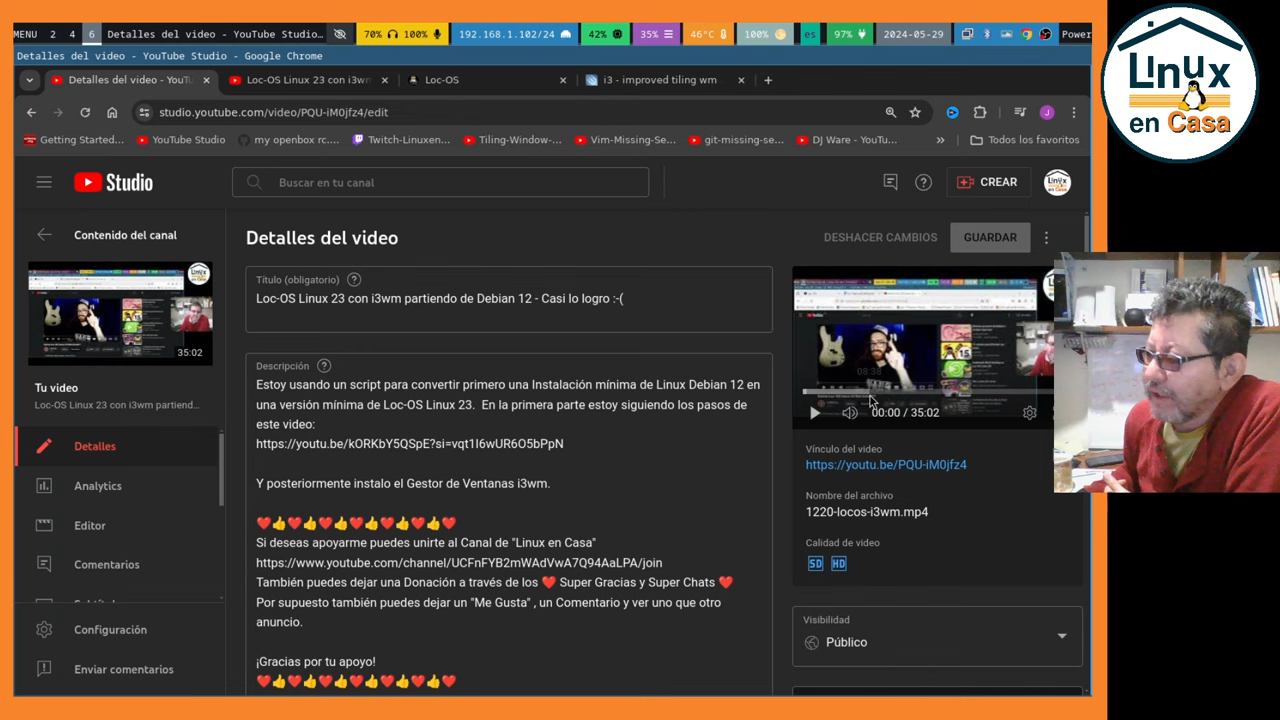 MENU 2 4 6 Detalles del video - YouTube Studio... 70% 100% 192.168.1.102/24 42% 35% 46°C 100% es 97% 2024-05-29 Power
Detalles del video - YouTube Studio - Google Chrome
Detalles del video - YouTu Loc-OS Linux 23 con i3wm Loc-OS i3 - improved tiling wm
studio.youtube.com/video/PQU-iM0jfz4/edit J
Getting Started... YouTube Studio my openbox rc.... Twitch-Linuxen... Tiling-Window-... Vim-Missing-Se... git-missing-se... DJ Ware - YouTu... » Todos los favoritos
Studio
Buscar en tu canal
CREAR
Contenido del canal
35:02
Tu video
Loc-OS Linux 23 con i3wm partiend...
Detalles
Analytics
Editor
Comentarios
Configuración
Enviar comentarios
Detalles del video
DESHACER CAMBIOS GUARDAR
Título (obligatorio)
Loc-OS Linux 23 con i3wm partiendo de Debian 12 - Casi lo logro :-(
Descripción
Estoy usando un script para convertir primero una Instalación mínima de Linux Debian 12 en
ión mínima de Loc-OS Linux 23. En la primera parte estoy siguiendo los pasos de
este video:
https://youtu.be/kORKbY5QSpE?si=vqt1I6wUR6O5bPpN
Y posteriormente instalo el Gestor de Ventanas i3wm.
❤️👍❤️👍❤️👍❤️👍❤️👍❤️👍❤️
Si deseas apoyarme puedes unirte al Canal de "Linux en Casa"
https://www.youtube.com/channel/UCFnFYB2mWAdVwA7Q94AaLPA/join
También puedes dejar una Donación a través de los ❤️ Super Gracias y Super Chats ❤️
Por supuesto también puedes dejar un "Me Gusta" , un Comentario y ver uno que otro
anuncio.
¡Gracias por tu apoyo!
❤️👍❤️👍❤️👍❤️👍❤️👍❤️👍❤️
08:38
00:00 / 35:02
Vínculo del video
https://youtu.be/PQU-iM0jfz4
Nombre del archivo
1220-locos-i3wm.mp4
Calidad de video
SD HD
Visibilidad
Público
Linux
en Casa